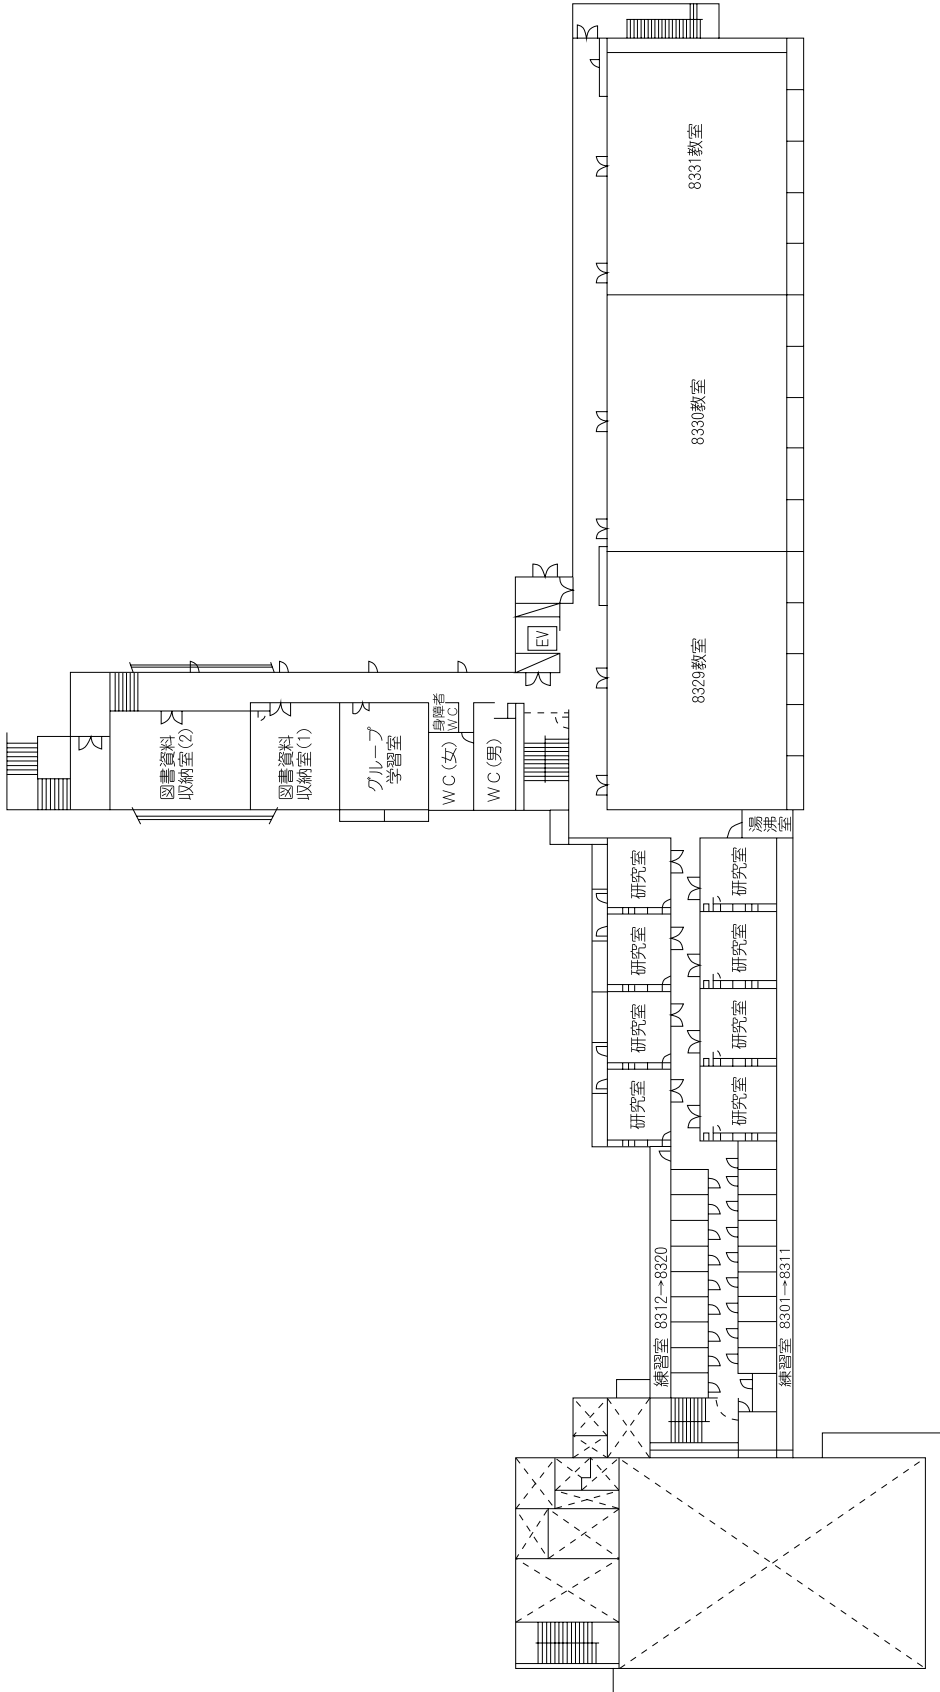 図書資料
収納室(2)
図書資料
収納室(1)
グループ
学習室
身障者
WC
WC(女)
WC(男)
EV
8331教室
8330教室
8329教室
湯沸
室
研究室
研究室
研究室
研究室
研究室
研究室
研究室
研究室
練習室 8312→8320
練習室 8301→8311